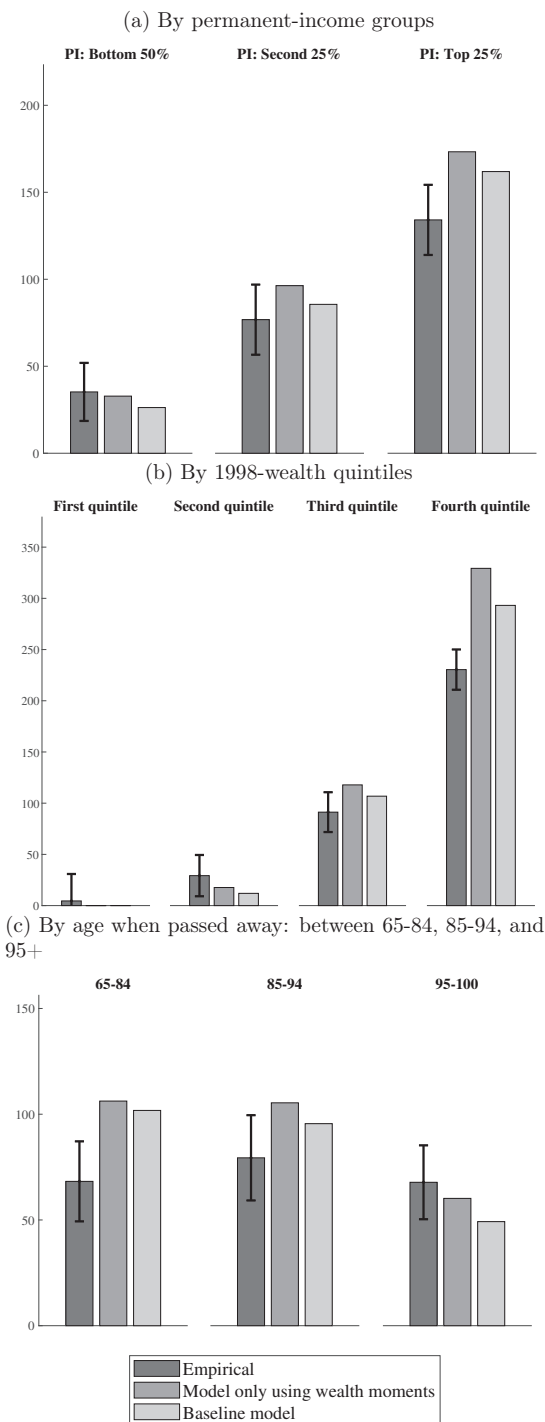 (a) By permanent-income groups
PI: Bottom 50% PI: Second 25% PI: Top 25%
200
150
100
50
0
(b) By 1998-wealth quintiles
First quintile Second quintile Third quintile Fourth quintile
350
300
250
200
150
100
50
0
(c) By age when passed away: between 65-84, 85-94, and
95+
65-84 85-94 95-100
150
100
50
0
Empirical
Model only using wealth moments
Baseline model